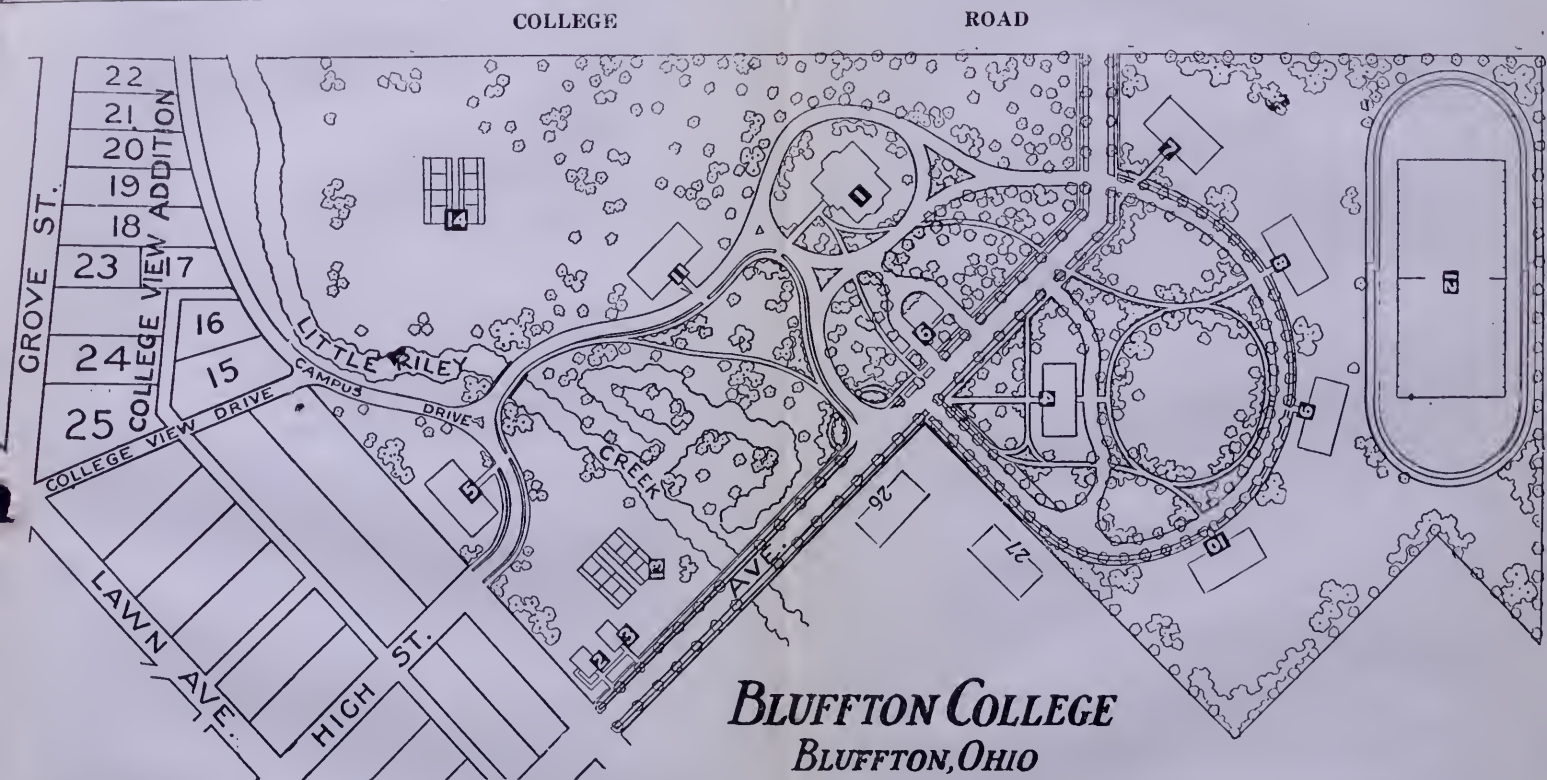 COLLEGE ROAD
22
21
20
19
18
17
23
16
24
15
25
GROVE ST.
COLLEGE VIEW ADDITION
LITTLE RILEY
CREEK
CAMPUS DRIVE
COLLEGE VIEW DRIVE
LAWN AVE.
HIGH ST.
AVE.
14
1
11
7
8
12
4
5
13
3
2
26
27
10
BLUFFTON COLLEGE
BLUFFTON, OHIO